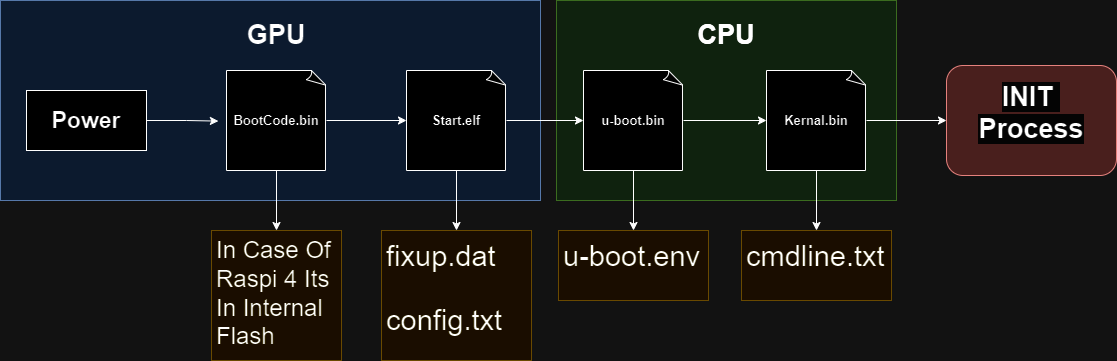 GPU
CPU
Power
BootCode.bin
Start.elf
u-boot.bin
Kernal.bin
INIT
Process
In Case Of
Raspi 4 Its
In Internal
Flash
fixup.dat
config.txt
u-boot.env
cmdline.txt